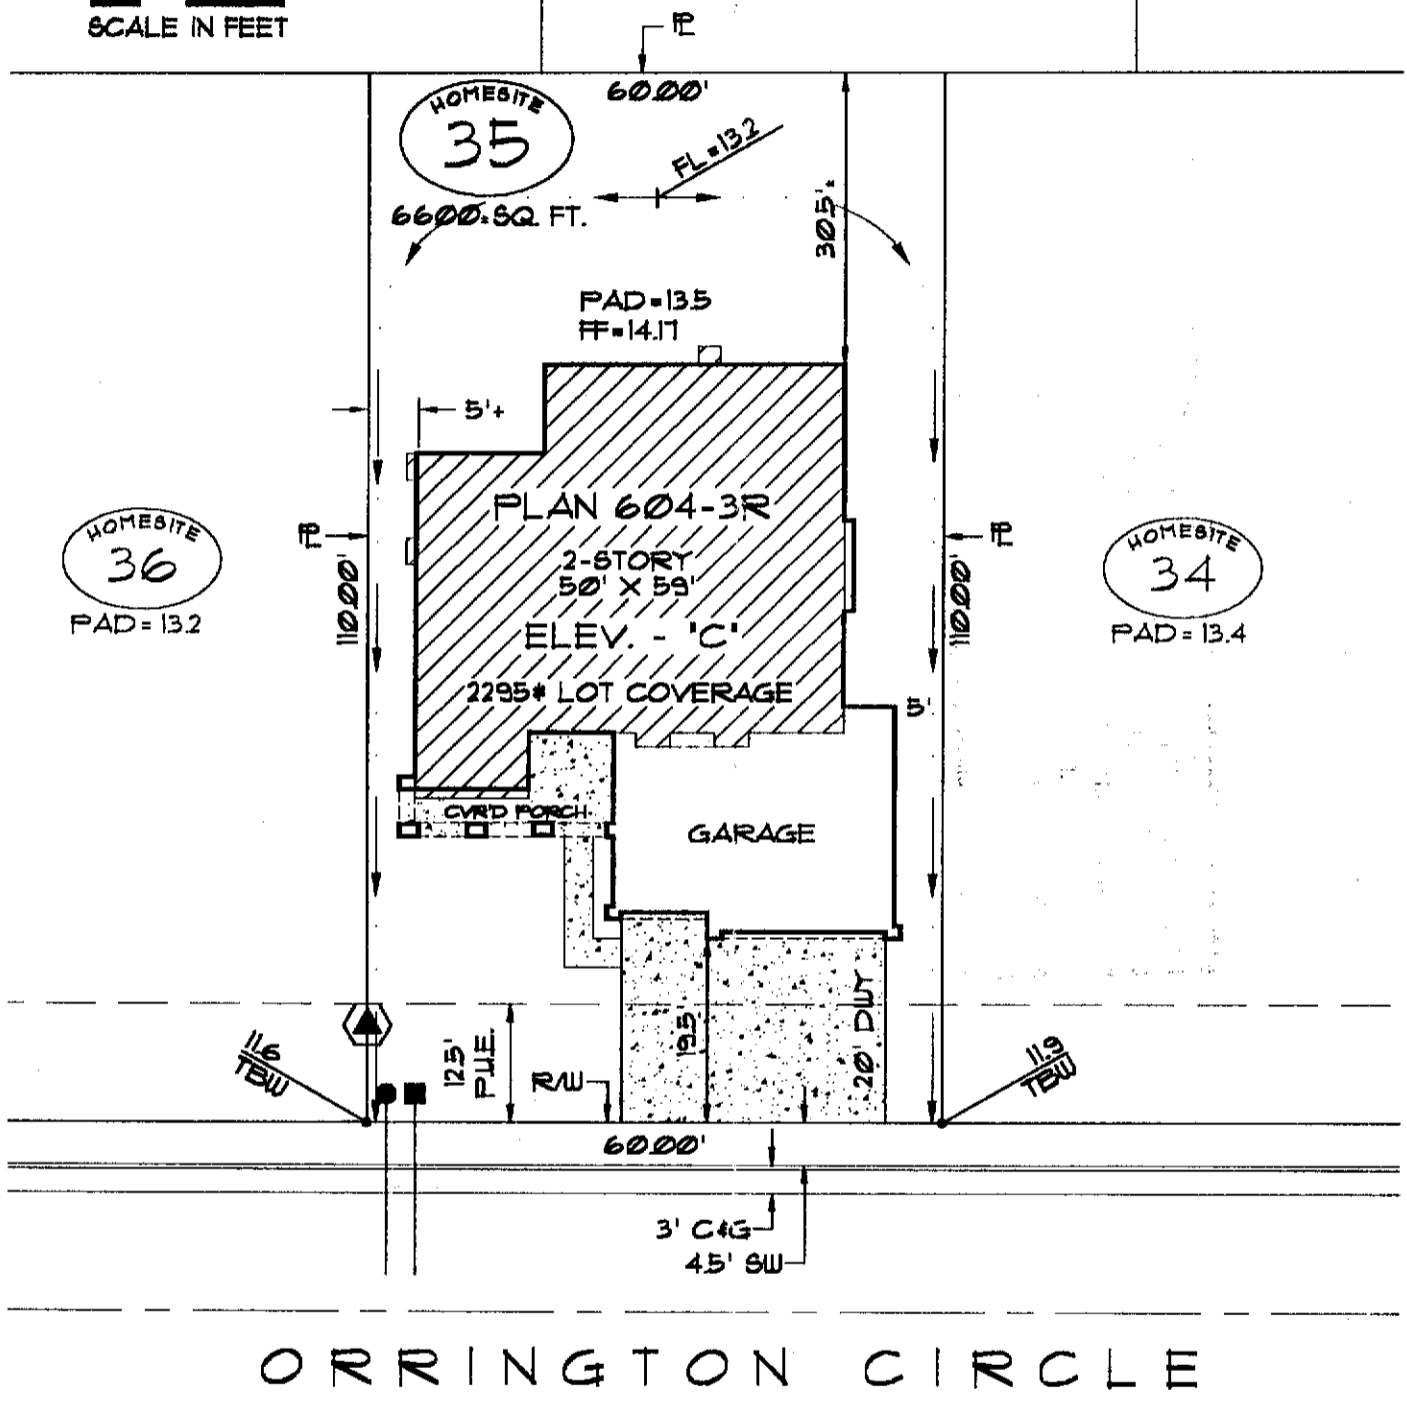 SCALE IN FEET
PL
60.00'
HOMESITE
35
FL=13.2
6600± SQ. FT.
30.5'±
PAD=13.5
FF=14.17
5'+
PLAN 604-3R
2-STORY
50' X 59'
ELEV. - "C"
2295# LOT COVERAGE
PL
110.00'
HOMESITE
36
PAD=13.2
PL
110.00'
HOMESITE
34
PAD=13.4
5'
CVR'D PORCH
GARAGE
11.6
TBW
12.5'
P.U.E.
R/W
19.5'
20' DWY
11.9
TBW
60.00'
3' C&G
4.5' SW
ORRINGTON CIRCLE